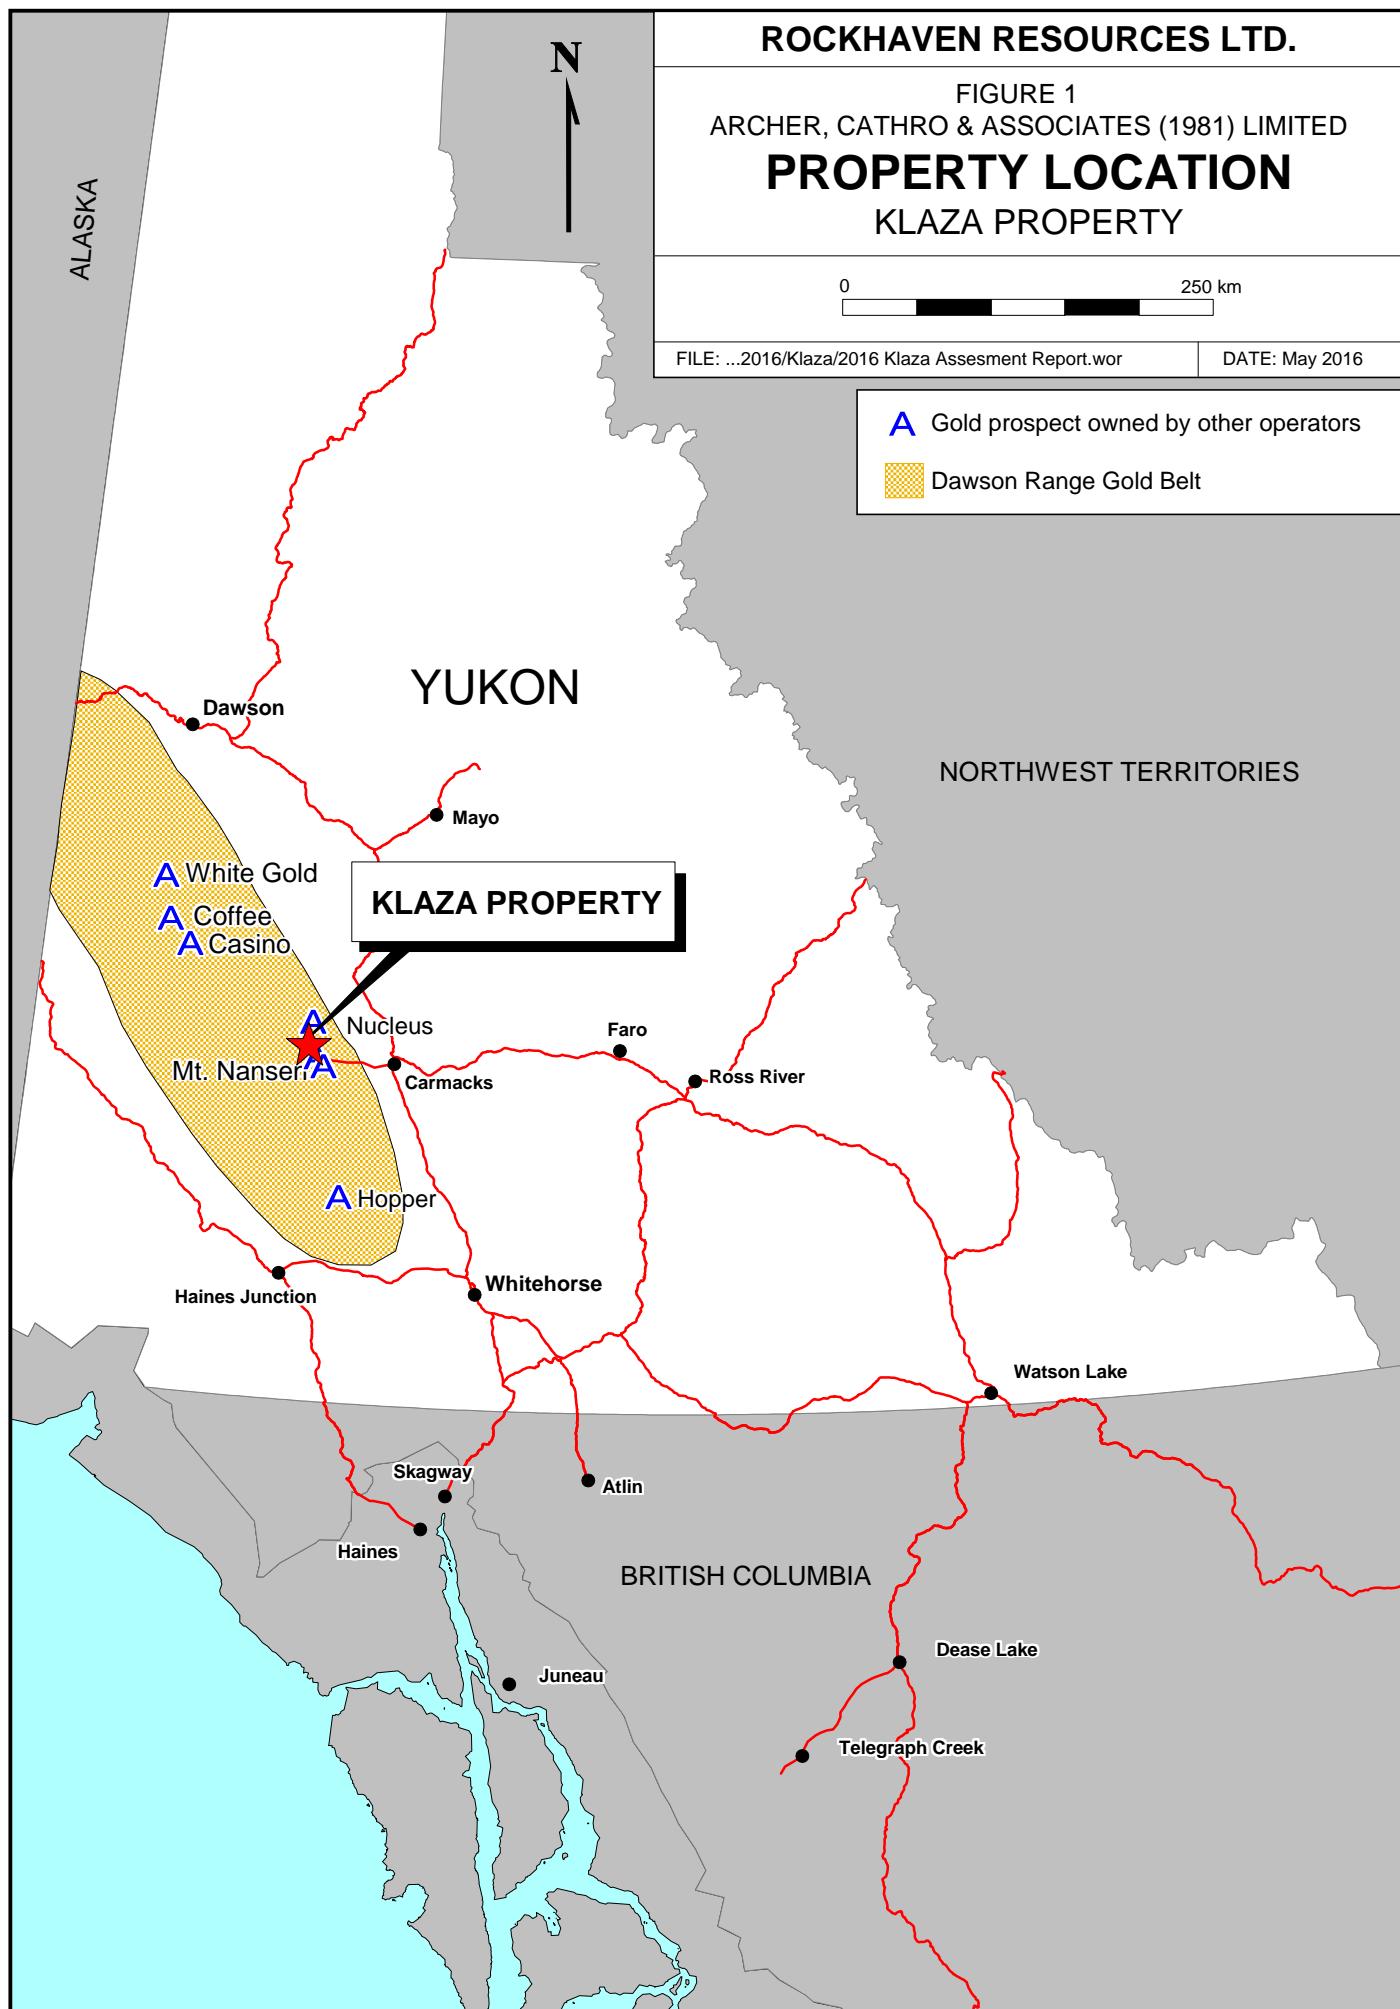 ROCKHAVEN RESOURCES LTD.
FIGURE 1
ARCHER, CATHRO & ASSOCIATES (1981) LIMITED
PROPERTY LOCATION
KLAZA PROPERTY
0 250 km
FILE: ...2016/Klaza/2016 Klaza Assesment Report.wor DATE: May 2016
A Gold prospect owned by other operators
Dawson Range Gold Belt
N
ALASKA
YUKON
Dawson
NORTHWEST TERRITORIES
Mayo
A White Gold
KLAZA PROPERTY
A Coffee
A Casino
A Nucleus
Faro
Mt. Nansen A
Carmacks
Ross River
A Hopper
Whitehorse
Haines Junction
Watson Lake
Skagway
Atlin
Haines
BRITISH COLUMBIA
Dease Lake
Juneau
Telegraph Creek